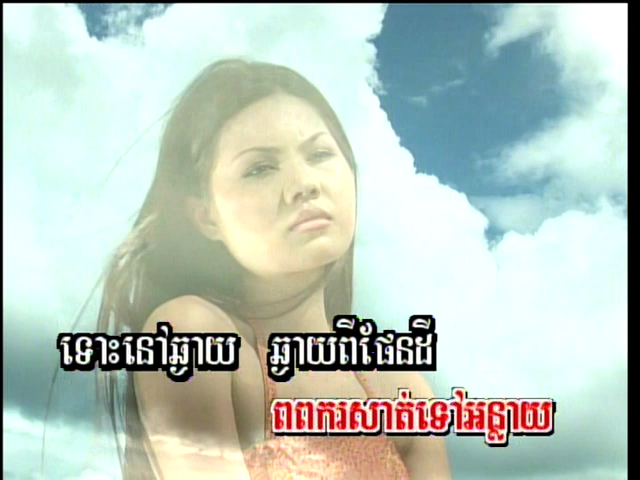 ទោះនៅឆ្ងាយ ឆ្ងាយពីផែនដី
ពពករសាត់ទៅអន្លាយ